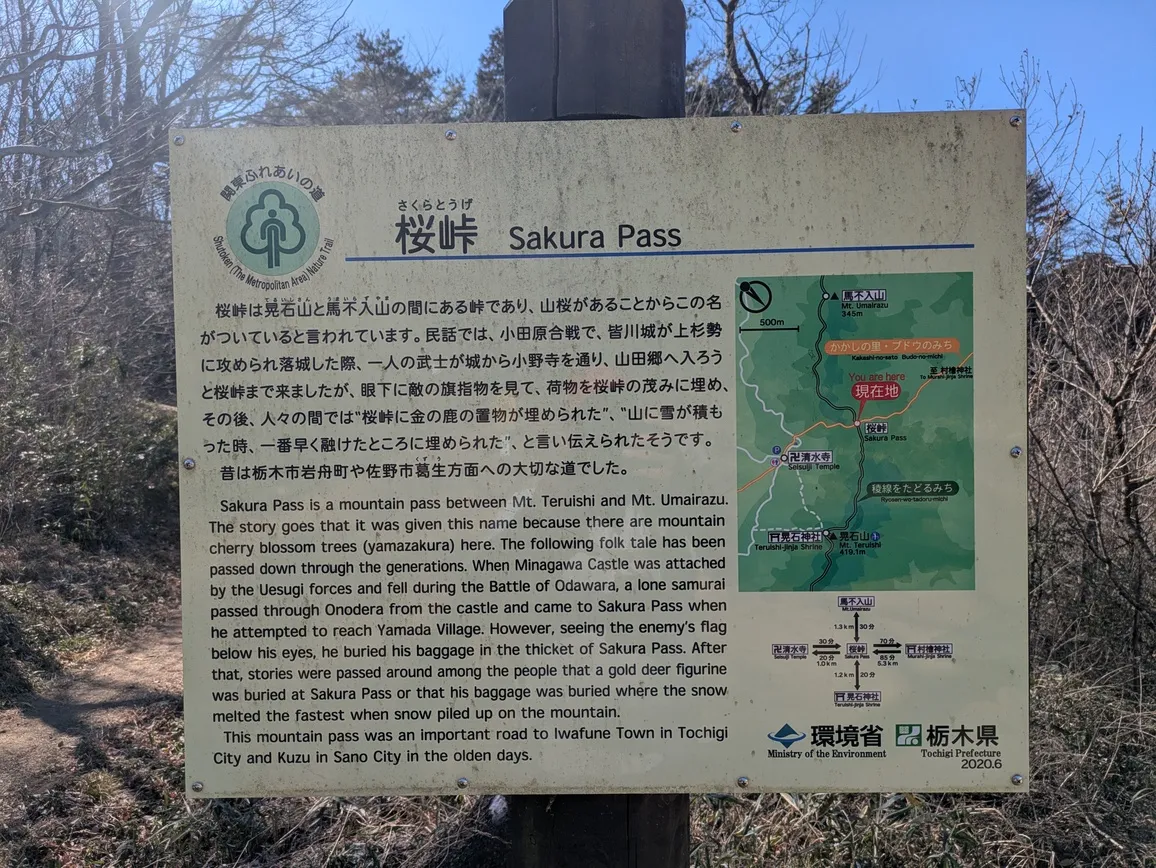 関東ふれあいの道
Shutoken (The Metropolitan Area) Nature Trail
さくらとうげ
桜峠 Sakura Pass
桜峠は晃石山と馬不入山の間にある峠であり、山桜があることからこの名
がついていると言われています。民話では、小田原合戦で、皆川城が上杉勢
に攻められ落城した際、一人の武士が城から小野寺を通り、山田郷へ入ろう
と桜峠まで来ましたが、眼下に敵の旗指物を見て、荷物を桜峠の茂みに埋め、
その後、人々の間では“桜峠に金の鹿の置物が埋められた”、“山に雪が積も
った時、一番早く融けたところに埋められた”、と言い伝えられたそうです。
くずう
昔は栃木市岩舟町や佐野市葛生方面への大切な道でした。
Sakura Pass is a mountain pass between Mt. Teruishi and Mt. Umairazu.
The story goes that it was given this name because there are mountain
cherry blossom trees (yamazakura) here. The following folk tale has been
passed down through the generations. When Minagawa Castle was attached
by the Uesugi forces and fell during the Battle of Odawara, a lone samurai
passed through Onodera from the castle and came to Sakura Pass when
he attempted to reach Yamada Village. However, seeing the enemy's flag
below his eyes, he buried his baggage in the thicket of Sakura Pass. After
that, stories were passed around among the people that a gold deer figurine
was buried at Sakura Pass or that his baggage was buried where the snow
melted the fastest when snow piled up on the mountain.
This mountain pass was an important road to Iwafune Town in Tochigi
City and Kuzu in Sano City in the olden days.
500m
馬不入山
Mt. Umairazu
345m
かかしの里・ブドウのみち
Kakashi-no-sato Budo-no-michi
至 村檜神社
To Murahi-jinja Shrine
You are here
現在地
桜峠
Sakura Pass
P
卍清水寺
Seisuiji Temple
稜線をたどるみち
Ryosen-wo-tadoru-michi
晃石神社
Teruishi-jinja Shrine
晃石山
Mt. Teruishi
419.1m
馬不入山
Mt.Umairazu
1.3km 30分
卍清水寺
Seisuiji Temple
30分
20分
1.0km
桜峠
Sakura Pass
70分
85分
5.3km
村檜神社
Murahi-jinja Shrine
1.2km 20分
晃石神社
Teruishi-jinja Shrine
環境省
Ministry of the Environment
栃木県
Tochigi Prefecture
2020.6